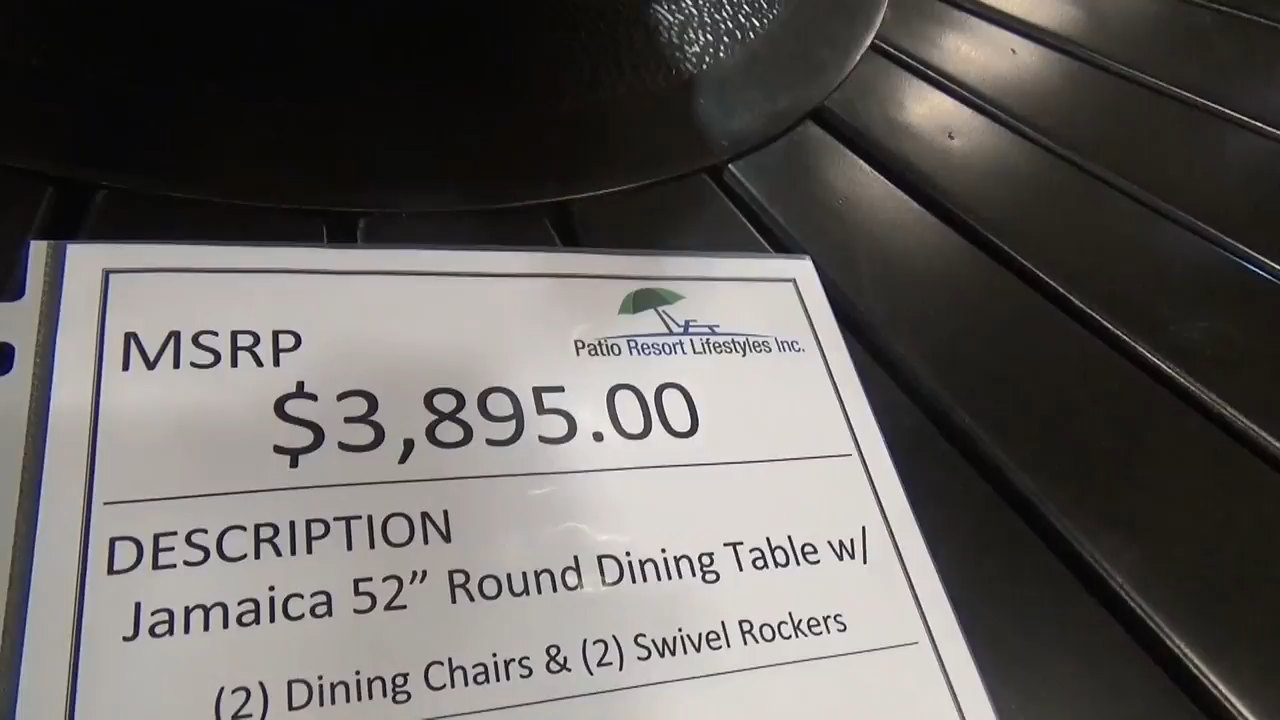 Patio Resort Lifestyles Inc.
MSRP
$3,895.00
DESCRIPTION
Jamaica 52” Round Dining Table w/
(2) Dining Chairs & (2) Swivel Rockers